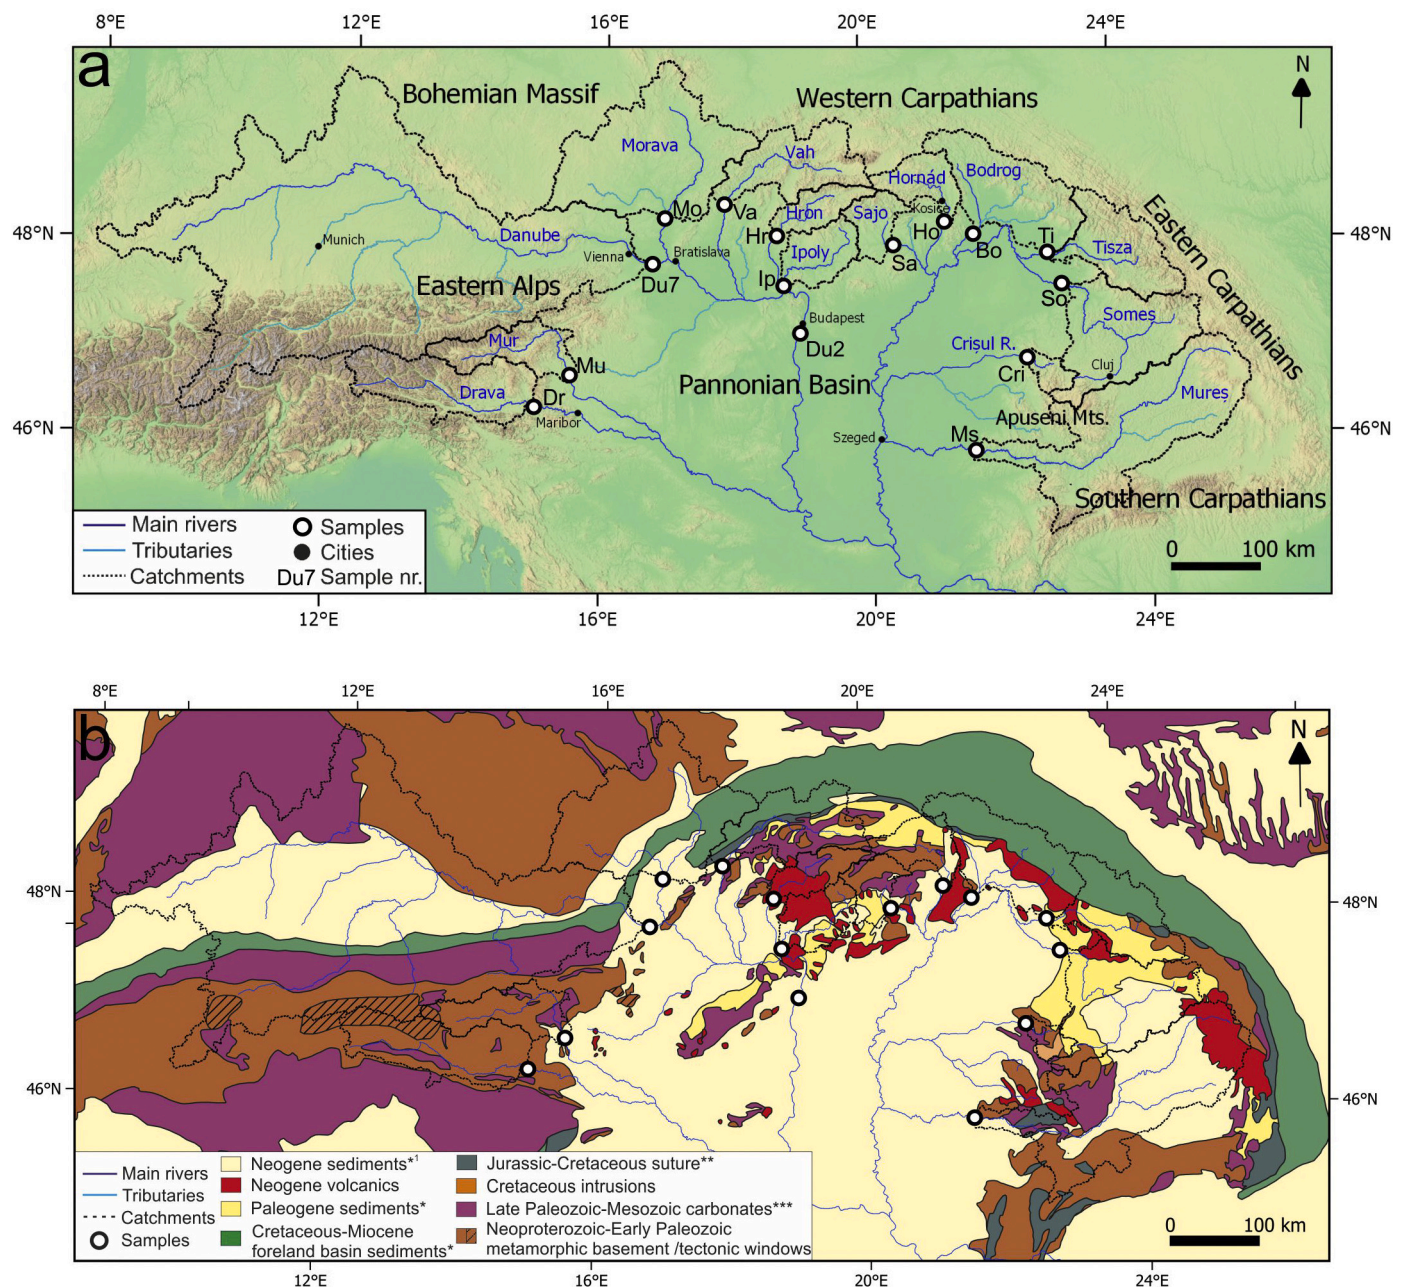 8°E 12°E 16°E 20°E 24°E
a
N
Bohemian Massif
Western Carpathians
Morava
Vah
Hornád
Bodrog
Mo
Va
Hron
Sajo
Kosice
Eastern Carpathians
48°N
Munich
Danube
Vienna
Bratislava
Hr
Ipoly
Ho
Sa
Bo
Ti
Tisza
48°N
Eastern Alps
Du7
Ip
So
Someș
Budapest
Mur
Du2
Crișul R.
Cluj
Mu
Pannonian Basin
Cri
Mureș
Drava
Dr
Maribor
Apuseni Mts.
46°N
Szeged
Ms
46°N
Southern Carpathians
Main rivers
Tributaries
Catchments
Samples
Cities
Du7 Sample nr.
0 100 km
12°E 16°E 20°E 24°E
8°E 12°E 16°E 20°E 24°E
b
N
48°N
48°N
46°N
46°N
Main rivers
Tributaries
Catchments
Samples
Neogene sediments*¹
Neogene volcanics
Paleogene sediments*
Cretaceous-Miocene
foreland basin sediments*
Jurassic-Cretaceous suture**
Cretaceous intrusions
Late Paleozoic-Mesozoic carbonates***
Neoproterozoic-Early Paleozoic
metamorphic basement /tectonic windows
0 100 km
12°E 16°E 20°E 24°E